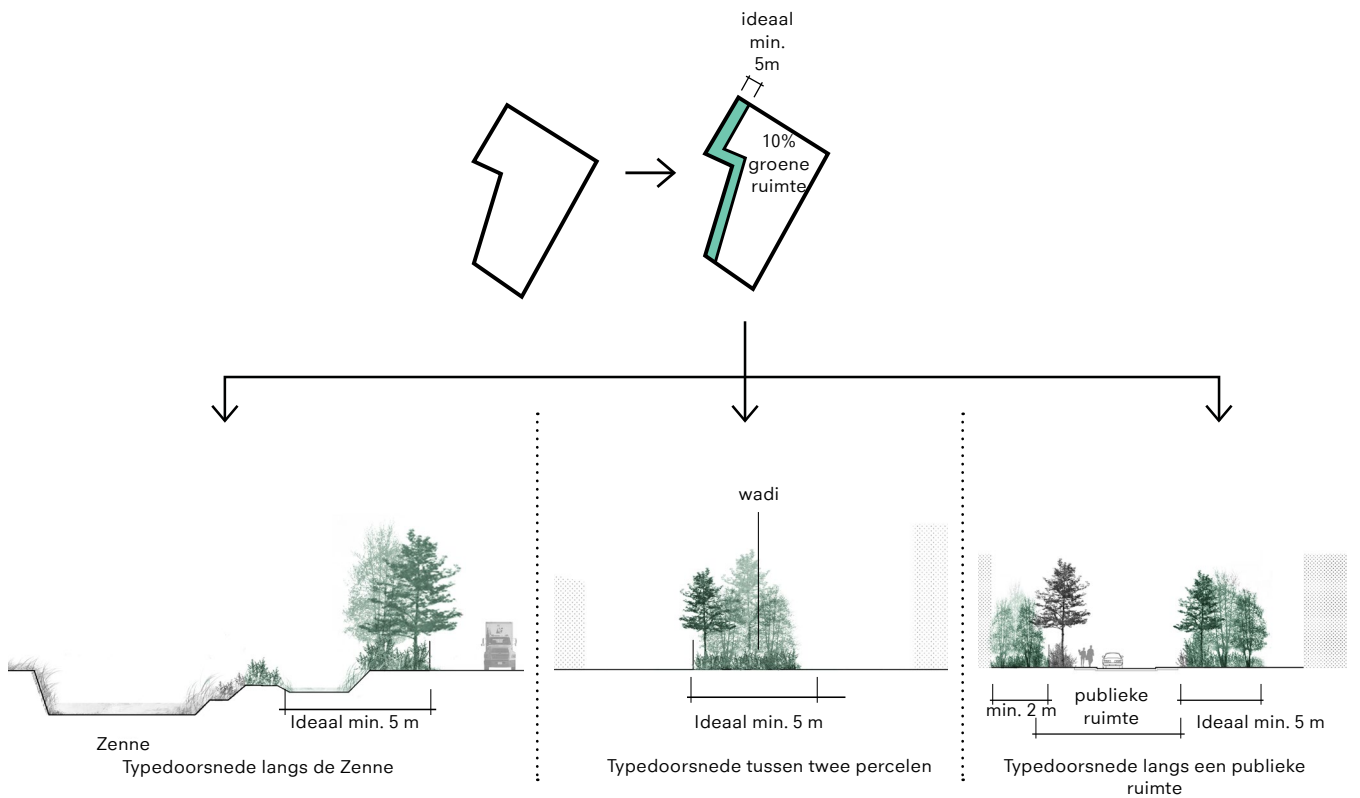 ideaal
min.
5m
10%
groene
ruimte
wadi
Ideaal min. 5 m
Zenne
Typedoorsnede langs de Zenne
Ideaal min. 5 m
Typedoorsnede tussen twee percelen
min. 2 m
publieke
ruimte
Ideaal min. 5 m
Typedoorsnede langs een publieke
ruimte